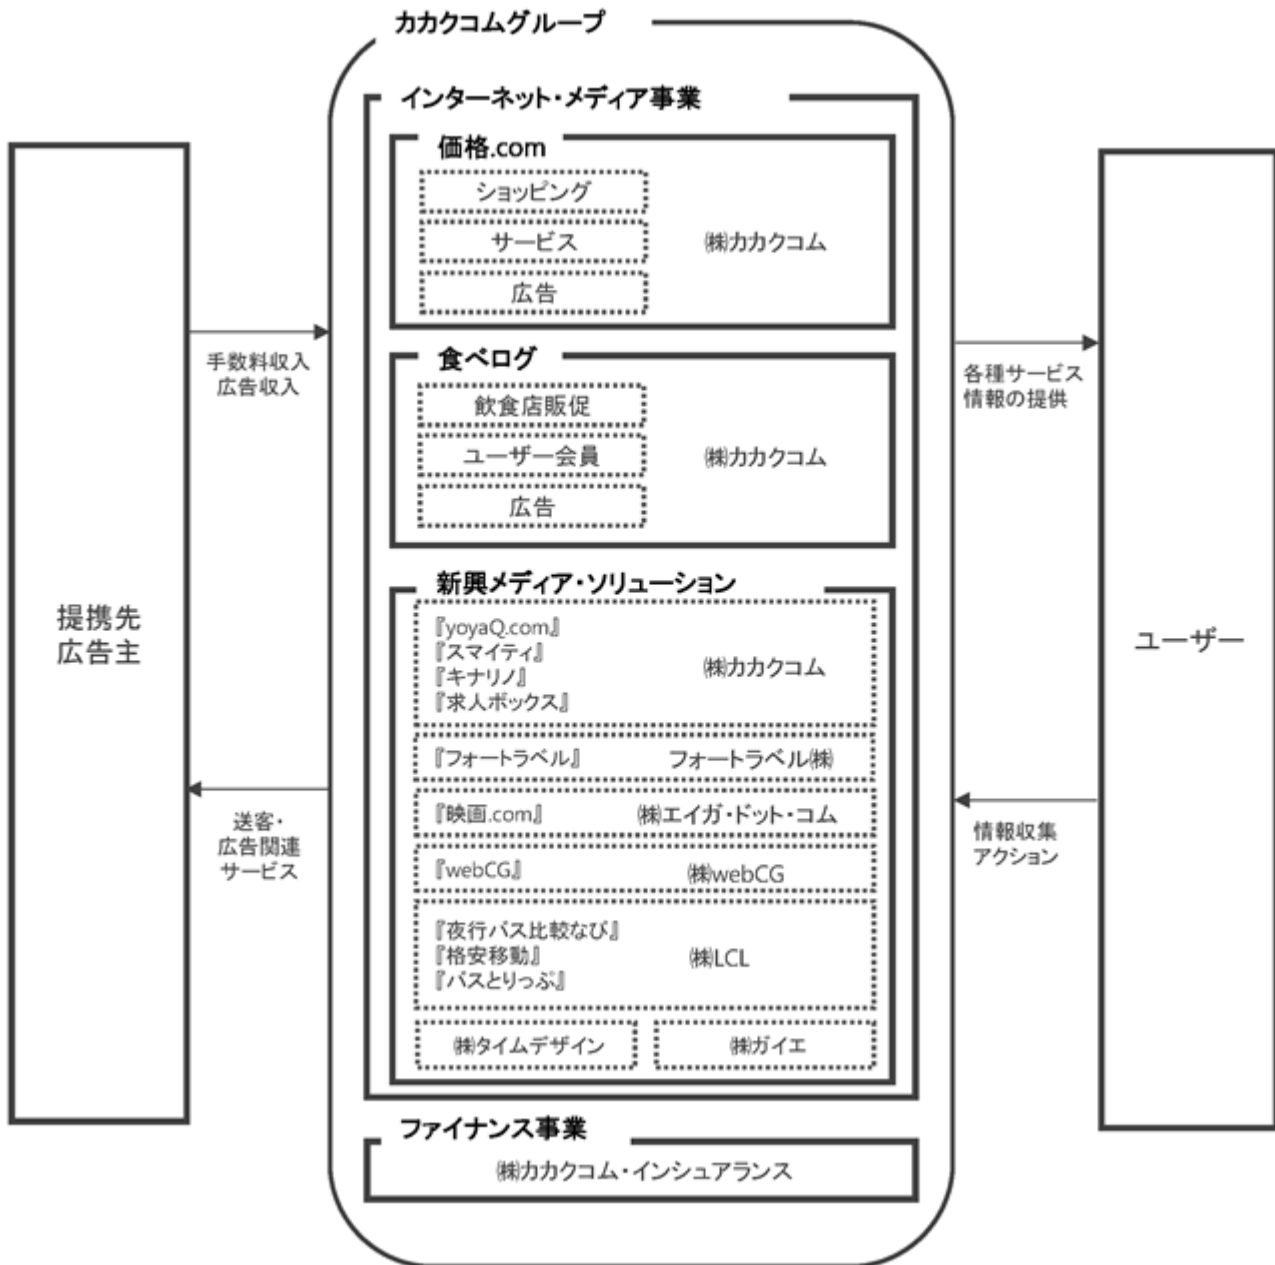 カカクコムグループ
インターネット・メディア事業
価格.com
ショッピング
サービス
㈱カカクコム
広告
食べログ
飲食店販促
ユーザー会員
㈱カカクコム
広告
新興メディア・ソリューション
『yoyaQ.com』
『スマイティ』
『キナリノ』
『求人ボックス』
㈱カカクコム
『フォートラベル』 フォートラベル㈱
『映画.com』 ㈱エイガ・ドット・コム
『webCG』 ㈱webCG
『夜行バス比較なび』
『格安移動』
『バスとりっぷ』
㈱LCL
㈱タイムデザイン ㈱ガイエ
ファイナンス事業
㈱カカクコム・インシュアランス
提携先
広告主
手数料収入
広告収入
送客・
広告関連
サービス
各種サービス
情報の提供
情報収集
アクション
ユーザー